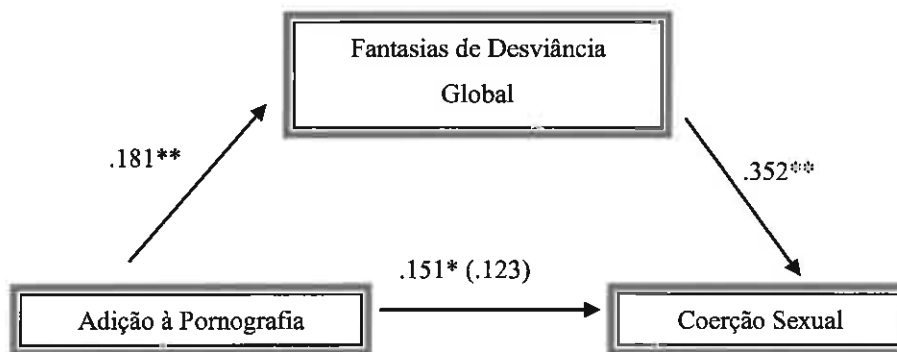 Fantasias de Desviância
Global
.181**
.352**
.151* (.123)
Adição à Pornografia
Coerção Sexual